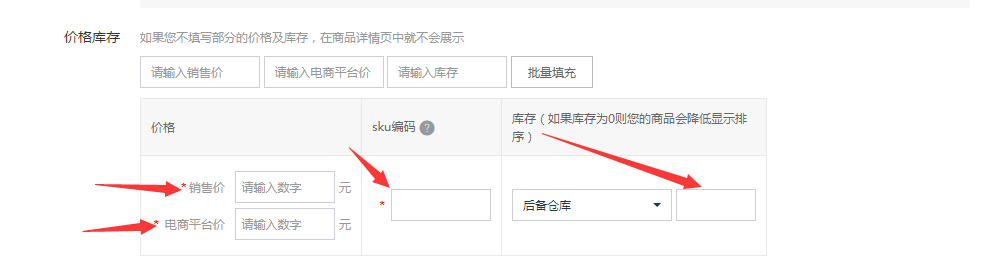 价格库存 如果您不填写部分的价格及库存，在商品详情页中就不会展示
请输入销售价 请输入电商平台价 请输入库存 批量填充
价格 sku编码 ? 库存（如果库存为0则您的商品会降低显示排
序）
* 销售价 请输入数字 元
* 后备仓库
* 电商平台价 请输入数字 元